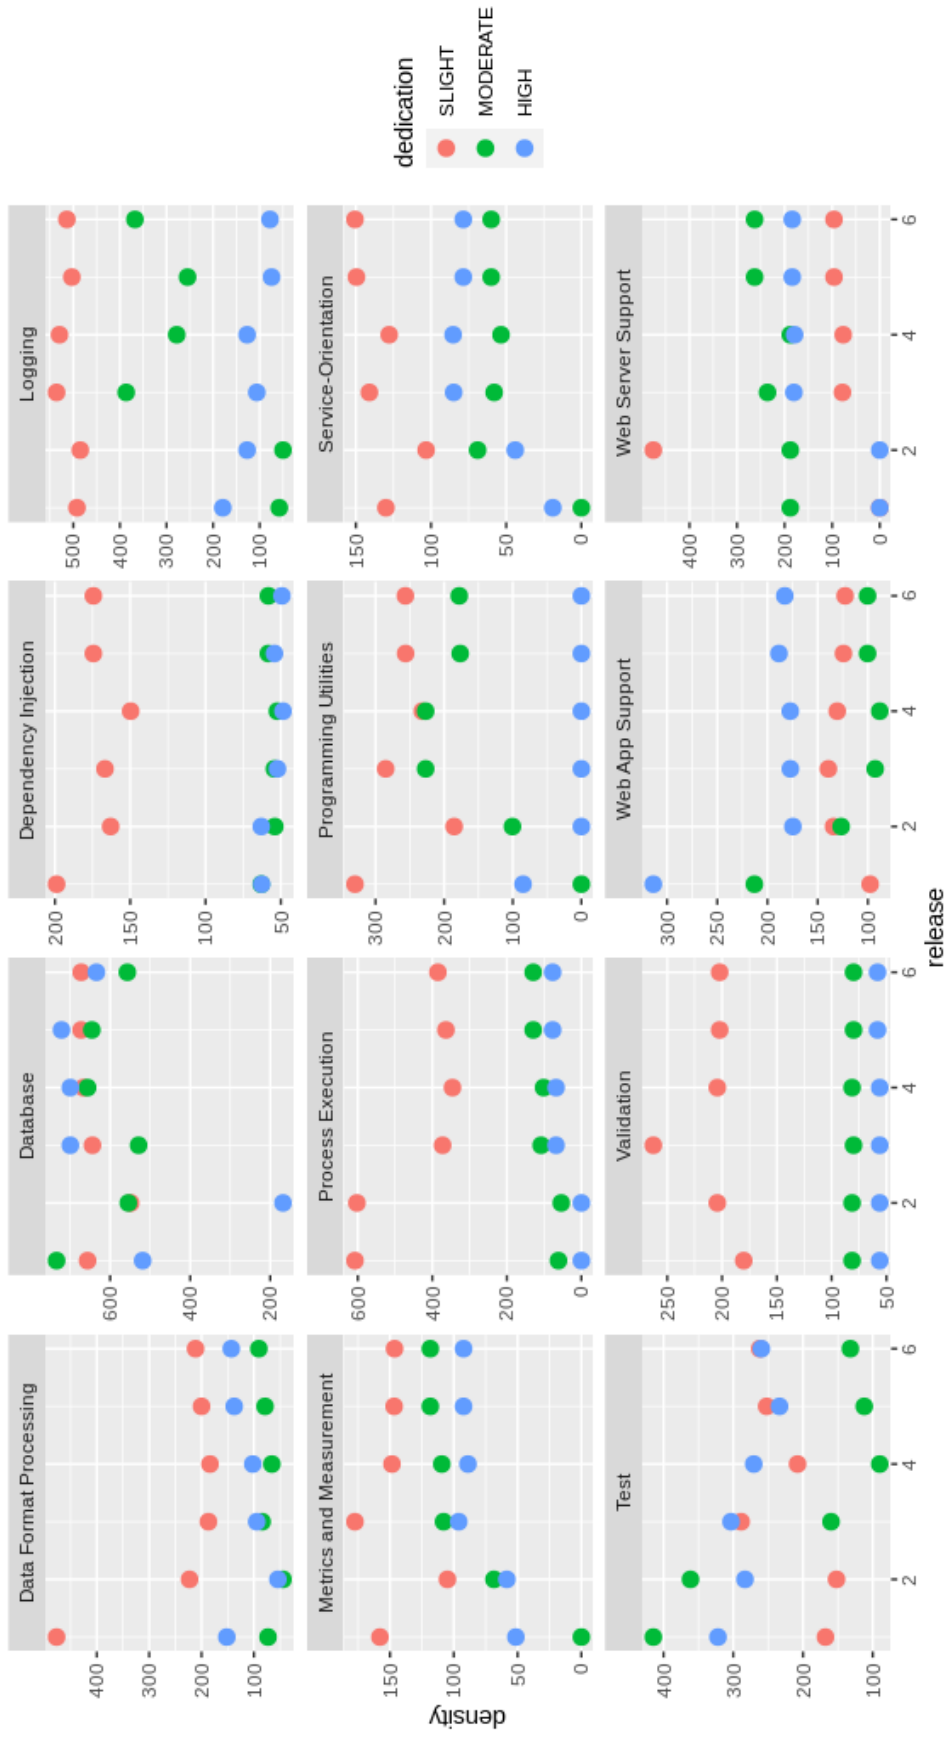 Data Format Processing
Database
Dependency Injection
Logging
400
300
200
100
600
400
200
200
150
100
50
500
400
300
200
100
Metrics and Measurement
Process Execution
Programming Utilities
Service-Orientation
150
100
50
0
600
400
200
0
300
200
100
0
150
100
50
0
Test
Validation
Web App Support
Web Server Support
400
300
200
100
250
200
150
100
50
300
250
200
150
100
400
300
200
100
0
2 4 6
2 4 6
2 4 6
2 4 6
density
release
dedication
SLIGHT
MODERATE
HIGH